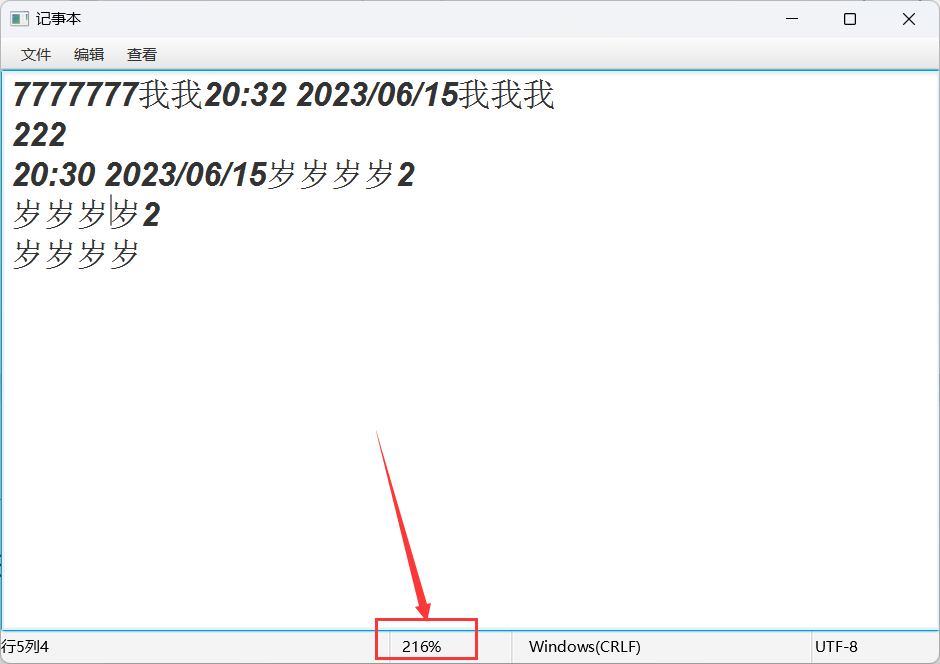 记事本
文件 编辑 查看
7777777我我20:32 2023/06/15我我我
222
20:30 2023/06/15岁岁岁岁2
岁岁岁岁2
岁岁岁岁
行5列4 216% Windows(CRLF) UTF-8